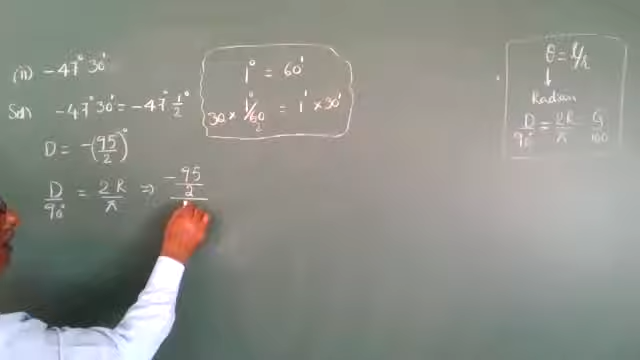 (ii) -47° 30'
Soln -47° 30' = -47 1/2°
D = -(95/2)°
D/90° = 2R/π ⇒ -95/2
1° = 60'
30 × 1°/60 2 = 1' × 30'
θ = l/r
↓
Radian
D/90° = 2R/π = G/100